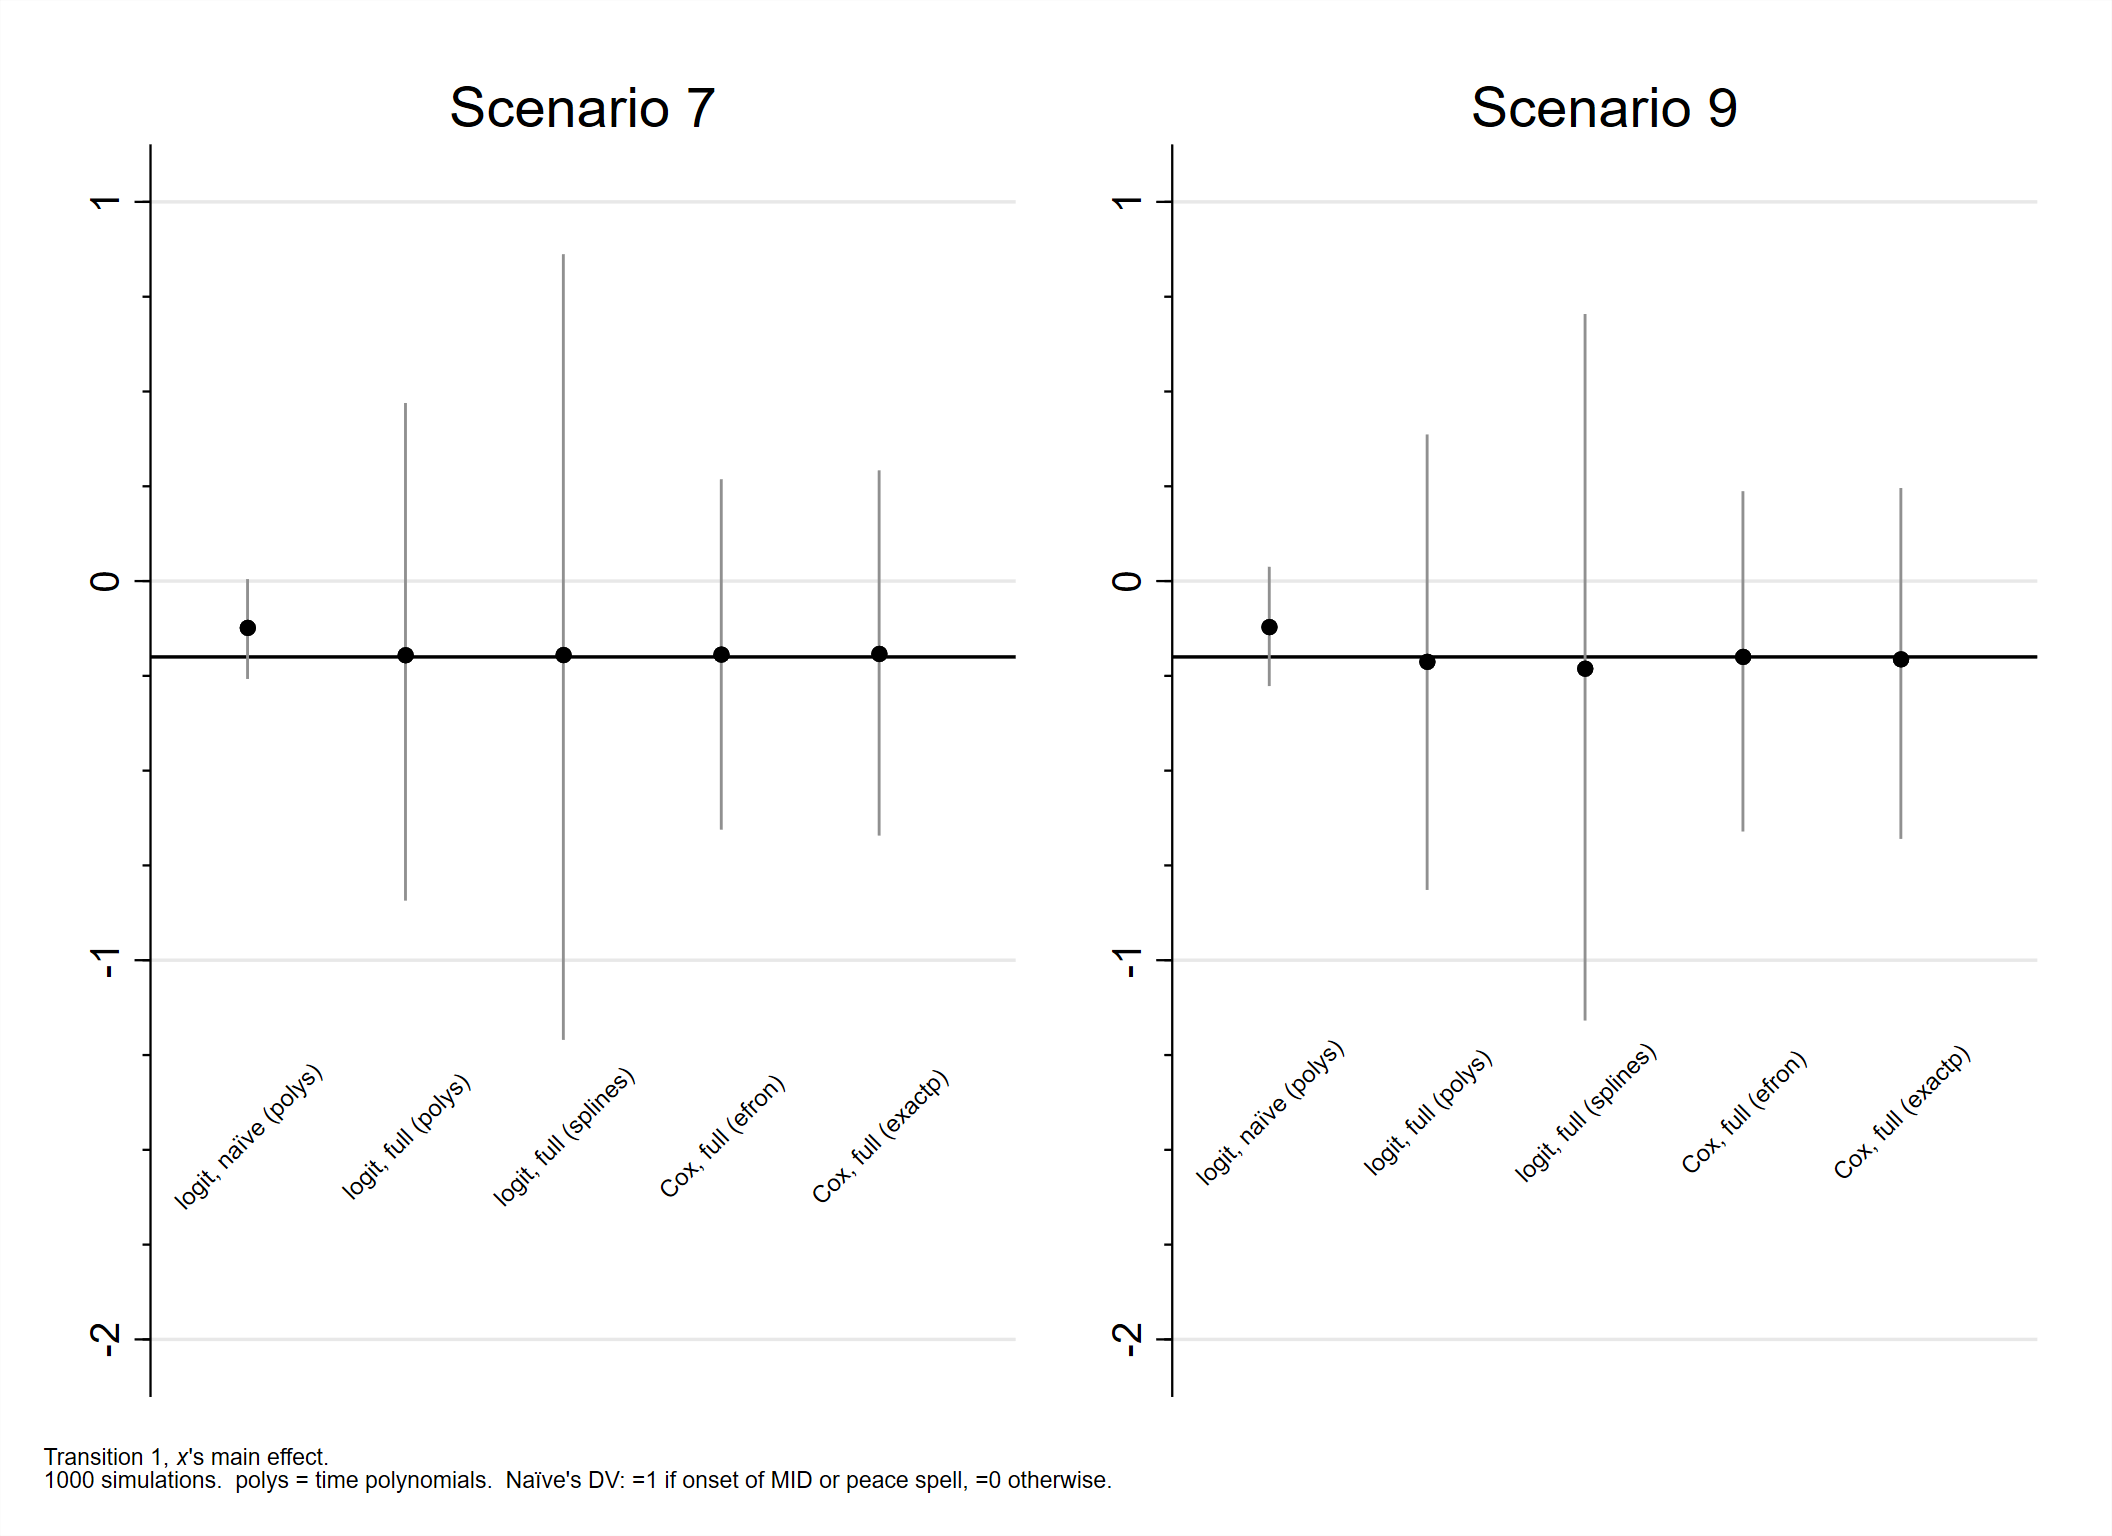 Scenario 7
1
0
-1
-2
logit, naïve (polys)
logit, full (polys)
logit, full (splines)
Cox, full (efron)
Cox, full (exactp)
Scenario 9
1
0
-1
-2
logit, naïve (polys)
logit, full (polys)
logit, full (splines)
Cox, full (efron)
Cox, full (exactp)
Transition 1, x's main effect.
1000 simulations.  polys = time polynomials.  Naïve's DV: =1 if onset of MID or peace spell, =0 otherwise.